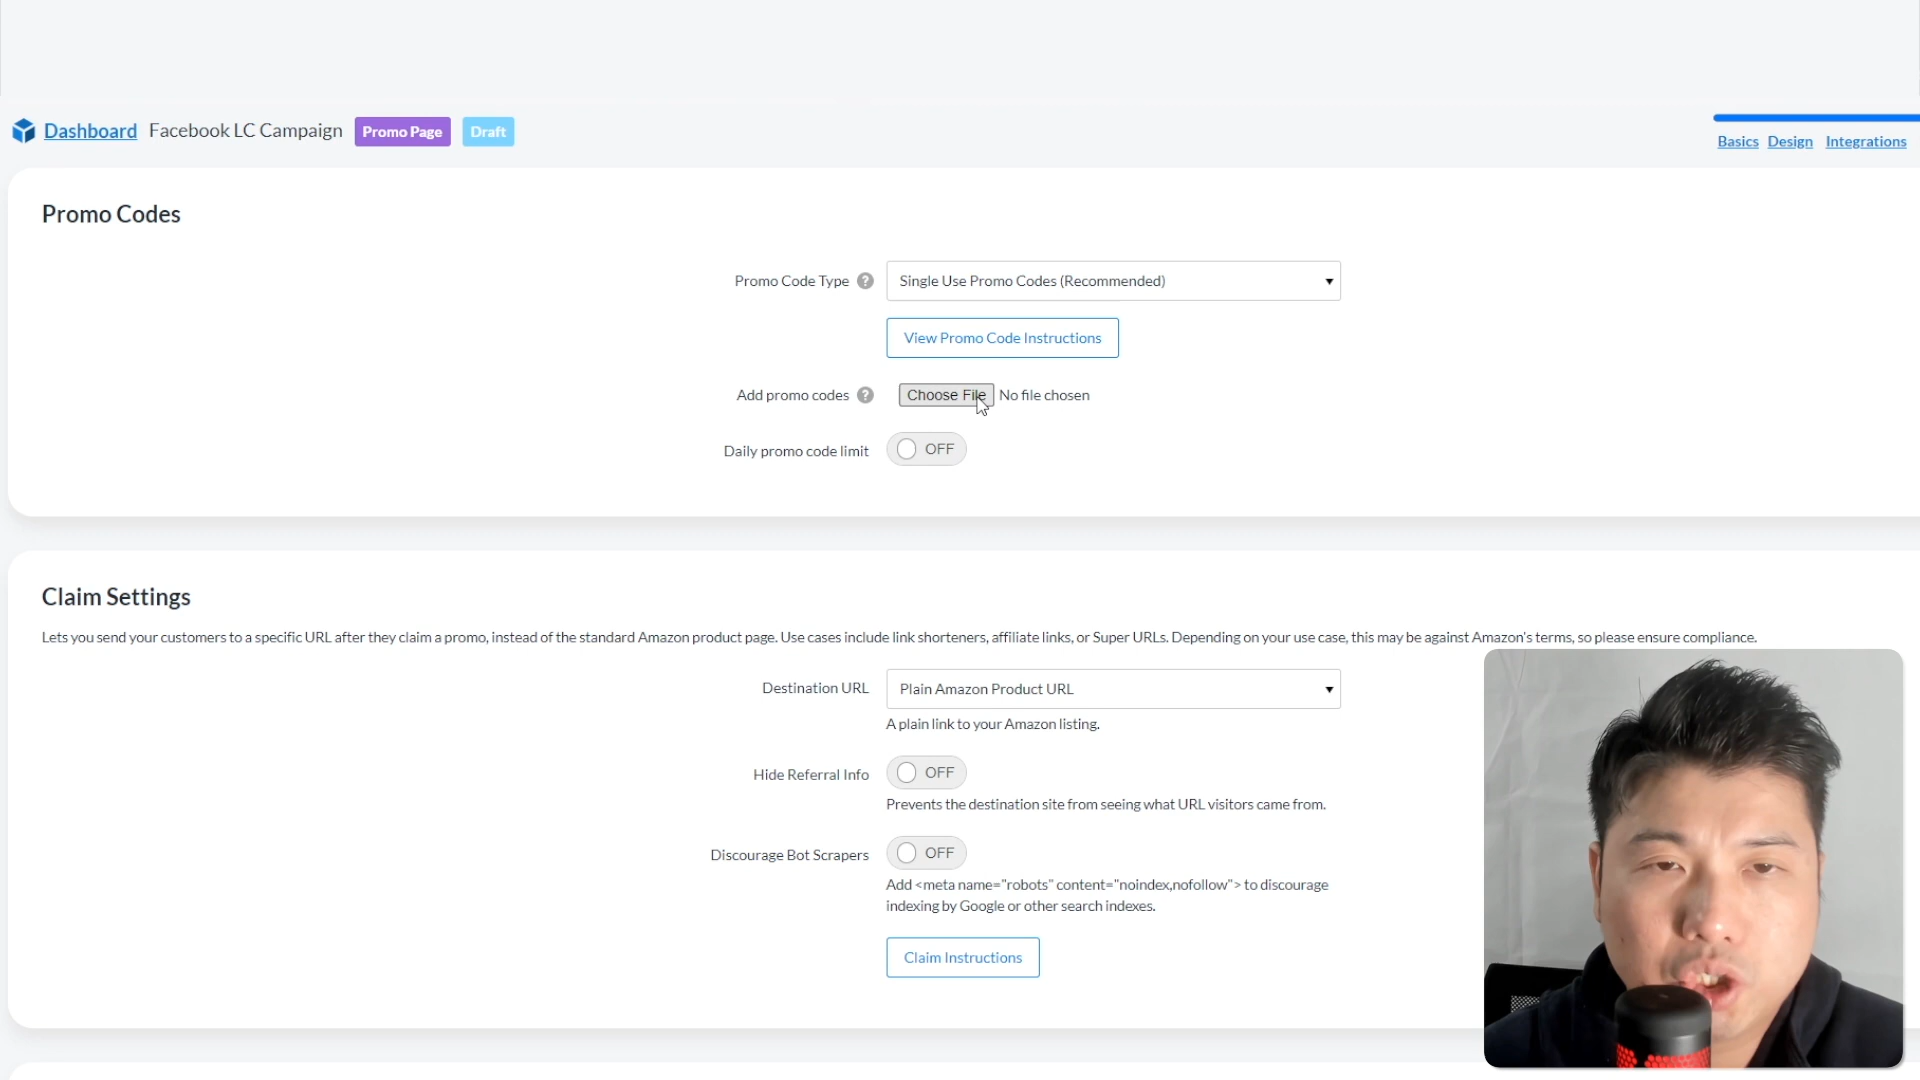 Dashboard Facebook LC Campaign Promo Page Draft
Basics Design Integrations
Promo Codes
Promo Code Type ? Single Use Promo Codes (Recommended)
View Promo Code Instructions
Add promo codes ? Choose File No file chosen
Daily promo code limit OFF
Claim Settings
Lets you send your customers to a specific URL after they claim a promo, instead of the standard Amazon product page. Use cases include link shorteners, affiliate links, or Super URLs. Depending on your use case, this may be against Amazon's terms, so please ensure compliance.
Destination URL Plain Amazon Product URL
A plain link to your Amazon listing.
Hide Referral Info OFF
Prevents the destination site from seeing what URL visitors came from.
Discourage Bot Scrapers OFF
Add <meta name="robots" content="noindex,nofollow"> to discourage
indexing by Google or other search indexes.
Claim Instructions